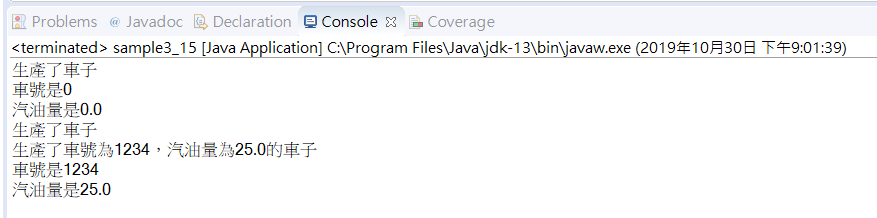 Problems @ Javadoc Declaration Console Coverage
<terminated> sample3_15 [Java Application] C:\Program Files\Java\jdk-13\bin\javaw.exe (2019年10月30日 下午9:01:39)
生產了車子
車號是0
汽油量是0.0
生產了車子
生產了車號為1234，汽油量為25.0的車子
車號是1234
汽油量是25.0